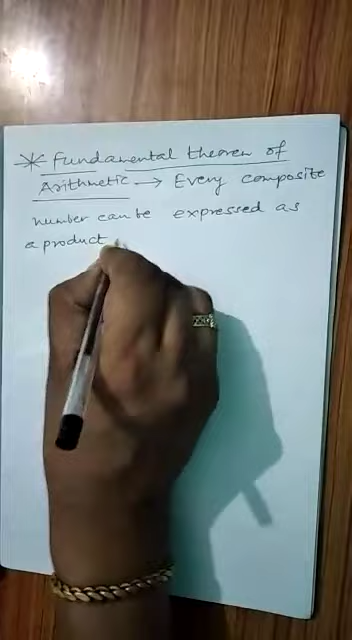 * Fundamental theorem of
Arithmetic → Every composite
number can be expressed as
a product